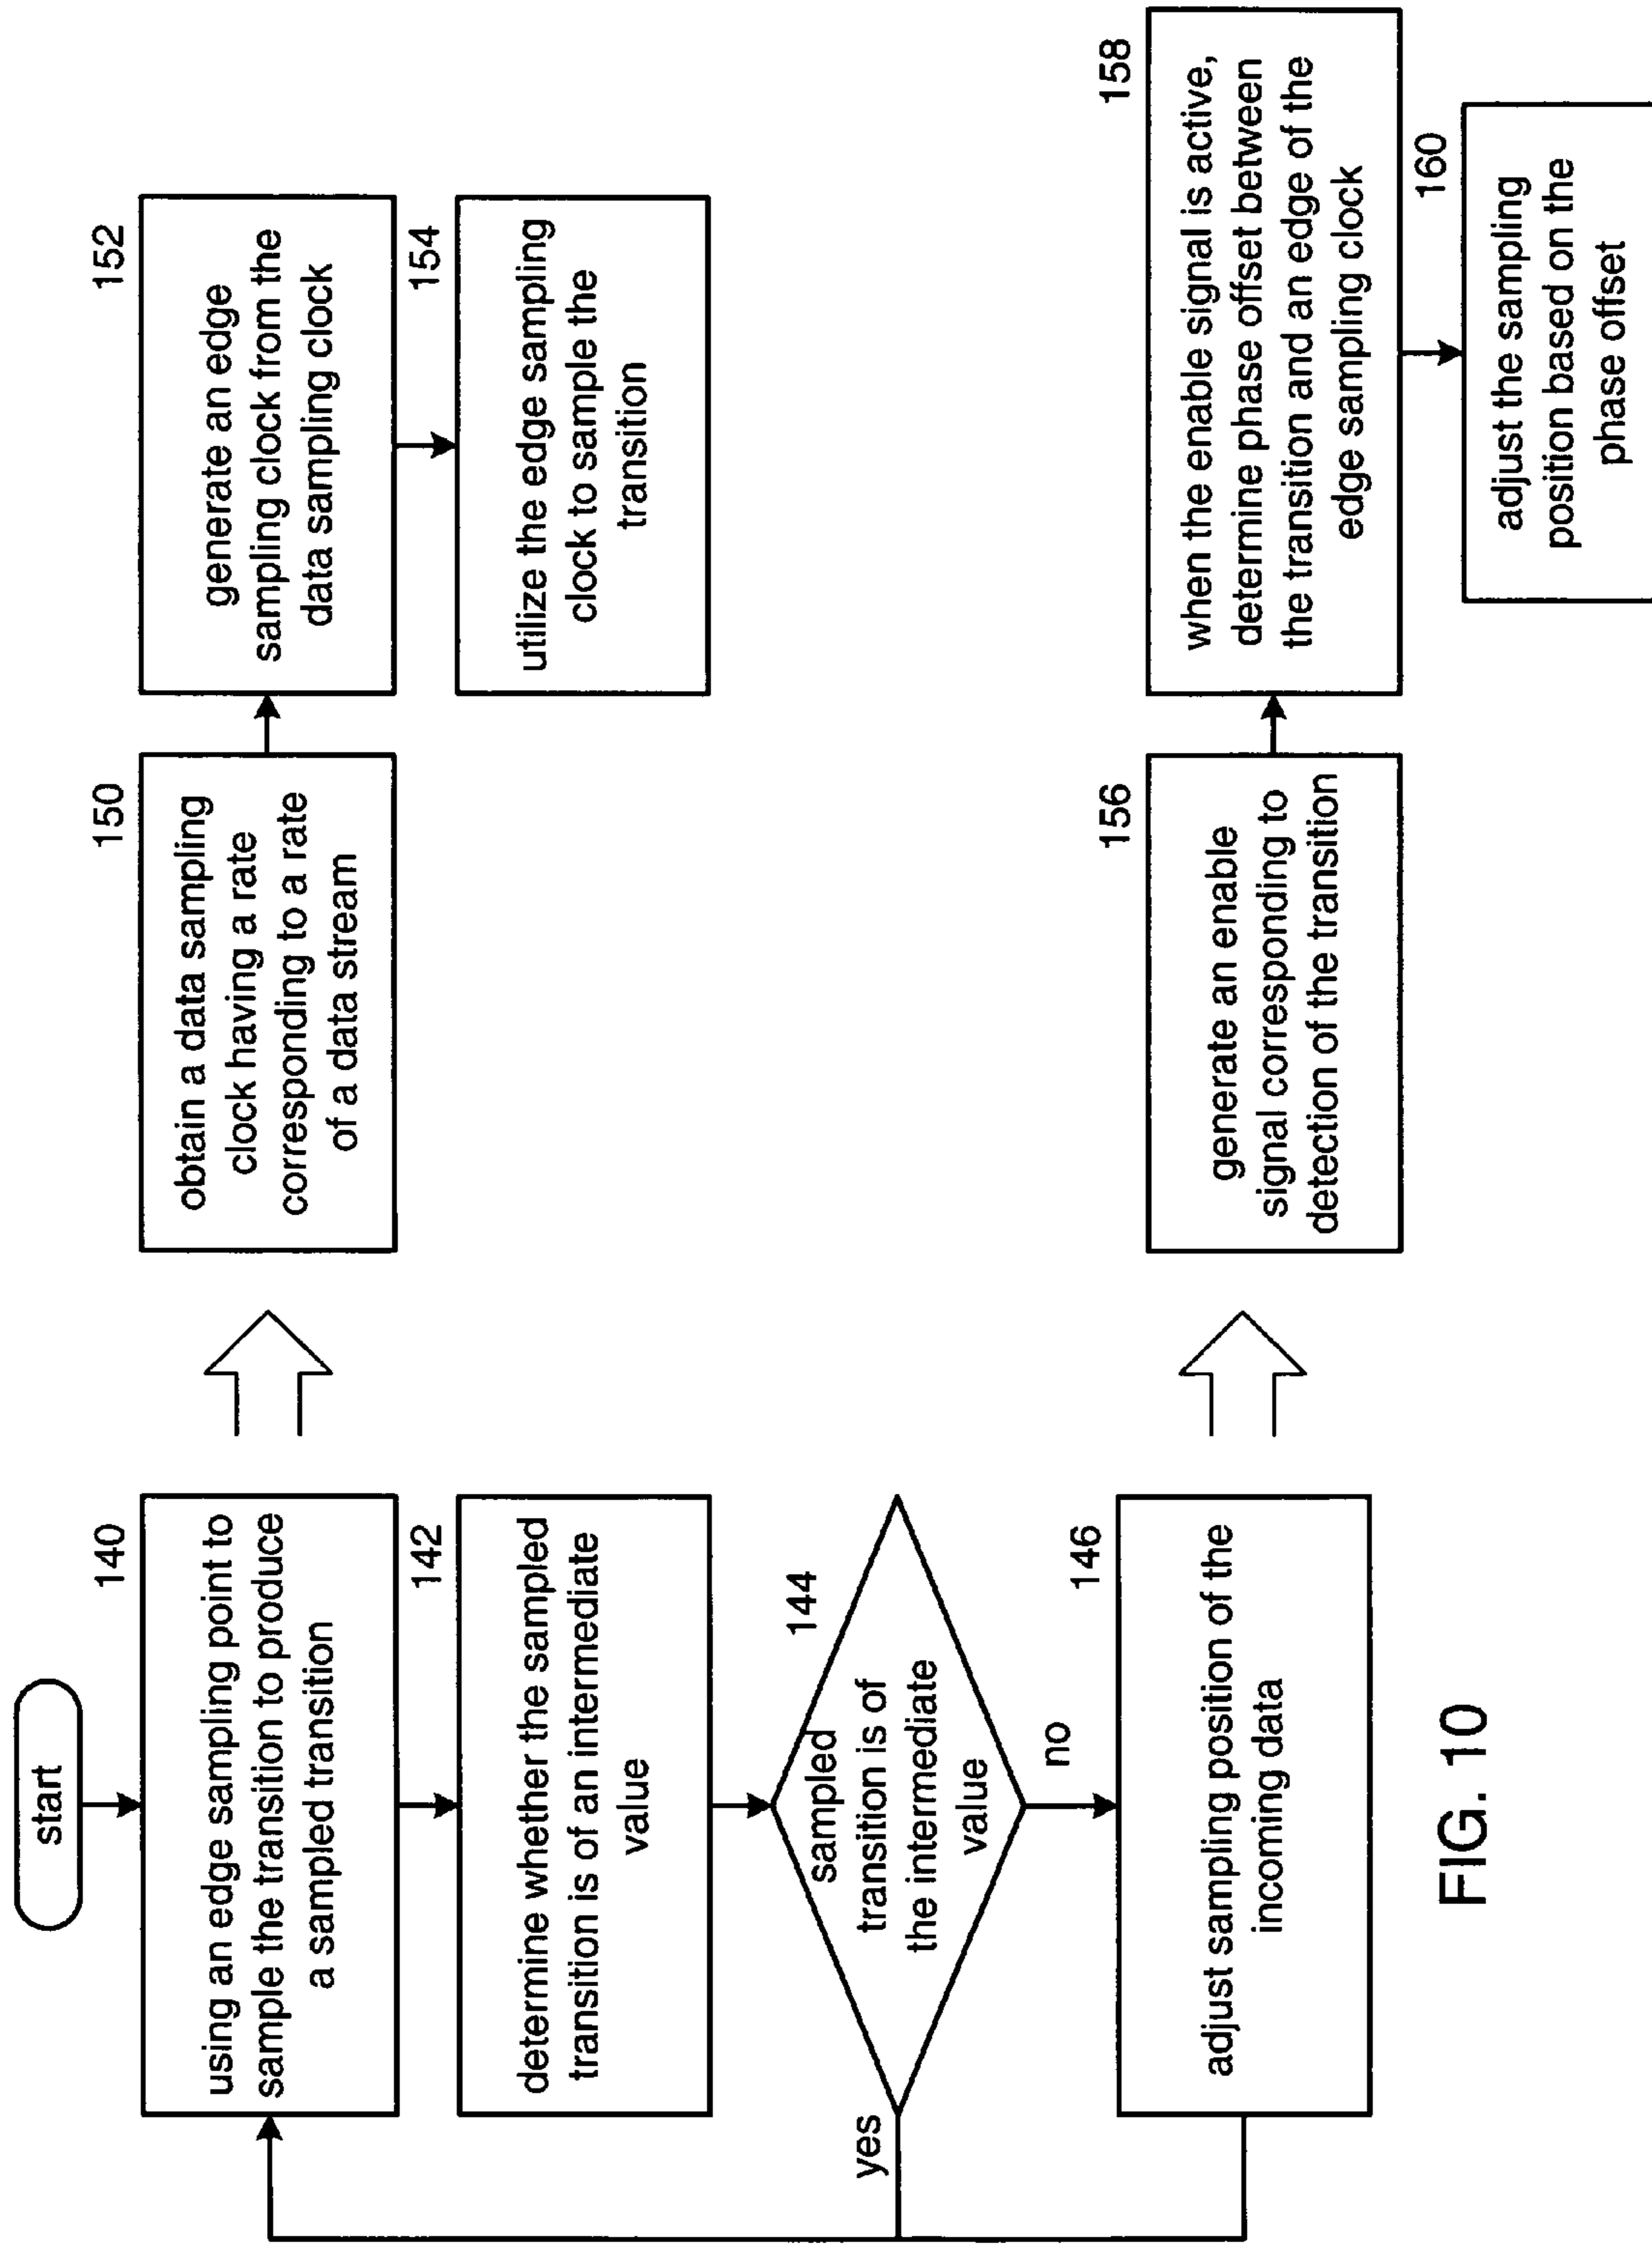 start
140
using an edge sampling point to
sample the transition to produce
a sampled transition
142
determine whether the sampled
transition is of an intermediate
value
144
sampled
transition is of
the intermediate
value
yes
no
146
adjust sampling position of the
incoming data
150
obtain a data sampling
clock having a rate
corresponding to a rate
of a data stream
152
generate an edge
sampling clock from the
data sampling clock
154
utilize the edge sampling
clock to sample the
transition
156
generate an enable
signal corresponding to
detection of the transition
158
when the enable signal is active,
determine phase offset between
the transition and an edge of the
edge sampling clock
160
adjust the sampling
position based on the
phase offset
FIG. 10